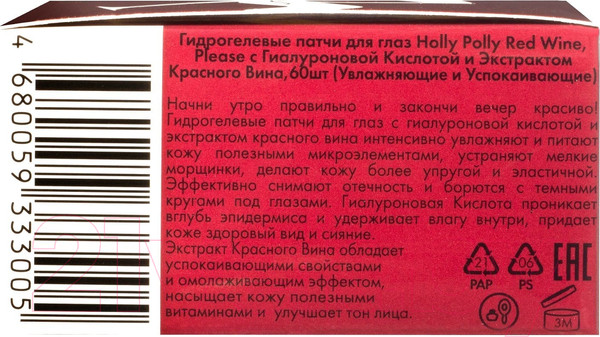 Гидрогелевые патчи для глаз Holly Polly Red Wine,
Please с Гиалуроновой Кислотой и Экстрактом
Красного Вина, 60шт (Увлажняющие и Успокаивающие)
Начни утро правильно и закончи вечер красиво!
Гидрогелевые патчи для глаз с гиалуроновой кислотой и
экстрактом красного вина интенсивно увлажняют и питают
кожу полезными микроэлементами, устраняют мелкие
морщинки, делают кожу более упругой и эластичной.
Эффективно снимают отечность и борются с темными
кругами под глазами. Гиалуроновая Кислота проникает
вглубь эпидермиса и удерживает влагу внутри, придает
коже здоровый вид и сияние.
Экстракт Красного Вина обладает
успокаивающими свойствами
и омолаживающим эффектом,
насыщает кожу полезными
витаминами и улучшает тон лица.
21
PAP
06
PS
EAC
3М
4 680059 333005